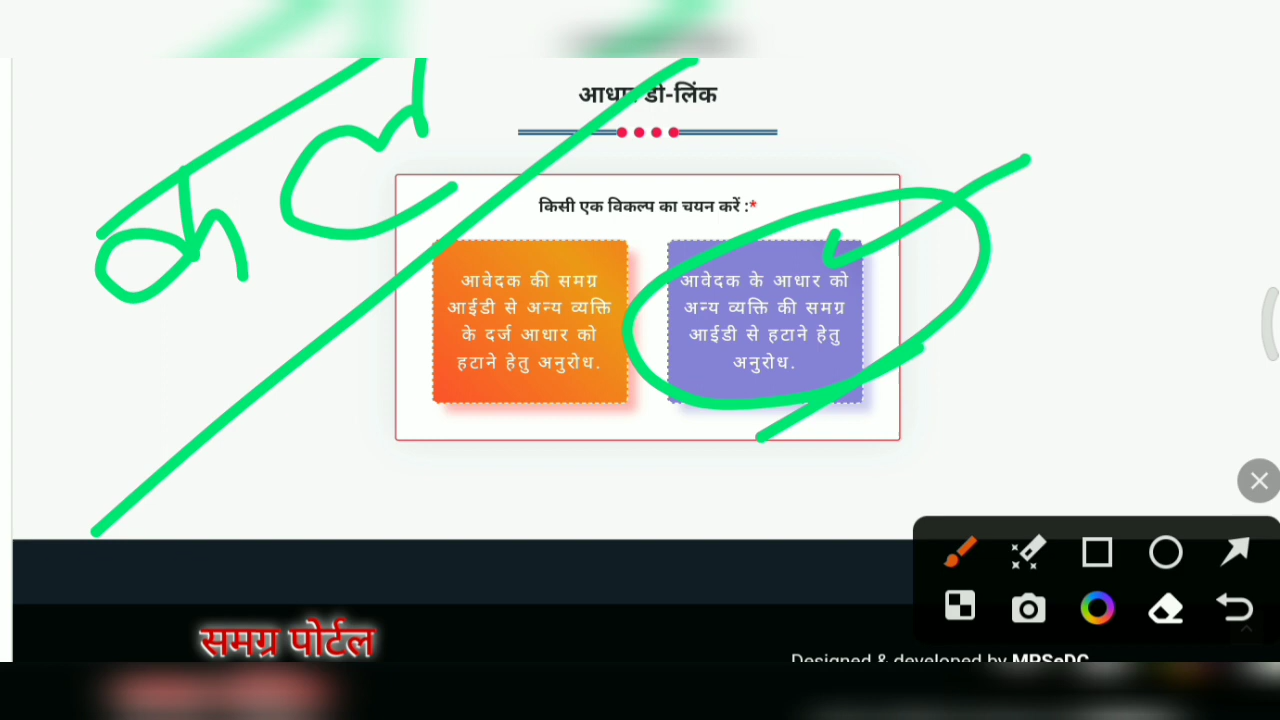 आधार डी-लिंक
किसी एक विकल्प का चयन करें :*
आवेदक की समग्र
आईडी से अन्य व्यक्ति
के दर्ज आधार को
हटाने हेतु अनुरोध.
आवेदक के आधार को
अन्य व्यक्ति की समग्र
आईडी से हटाने हेतु
अनुरोध.
समग्र पोर्टल
Designed & developed by MPSeDC